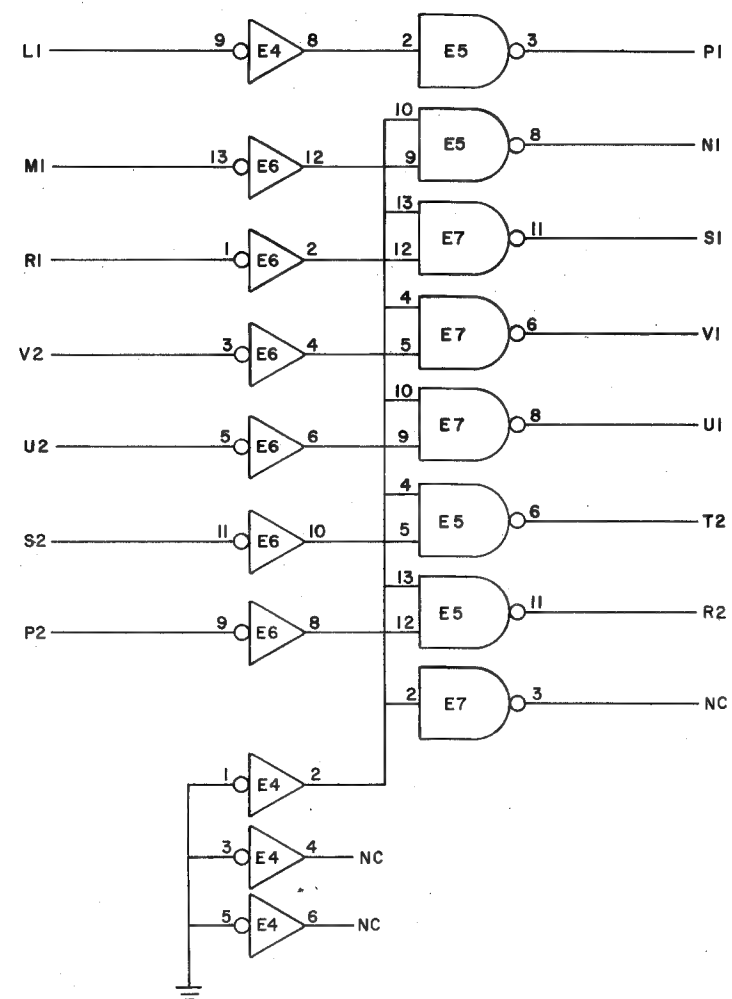 L1 9 E4 8 2 E5 3 P1
10
M1 13 E6 12 9 E5 8 N1
13
R1 1 E6 2 12 E7 11 S1
4
V2 3 E6 4 5 E7 6 V1
10
U2 5 E6 6 9 E7 8 U1
4
S2 11 E6 10 5 E5 6 T2
13
P2 9 E6 8 12 E5 11 R2
2 E7 3 NC
1 E4 2
3 E4 4 NC
5 E4 6 NC